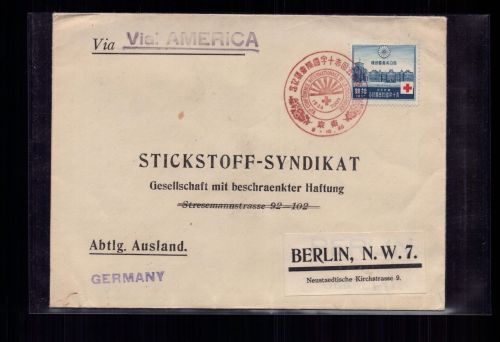 Via Via: AMERICA
STICKSTOFF-SYNDIKAT
Gesellschaft mit beschraenkter Haftung
Stresemannstrasse 92-102
Abtlg. Ausland.
GERMANY
BERLIN, N.W.7.
Neustaedtische Kirchstrasse 9.